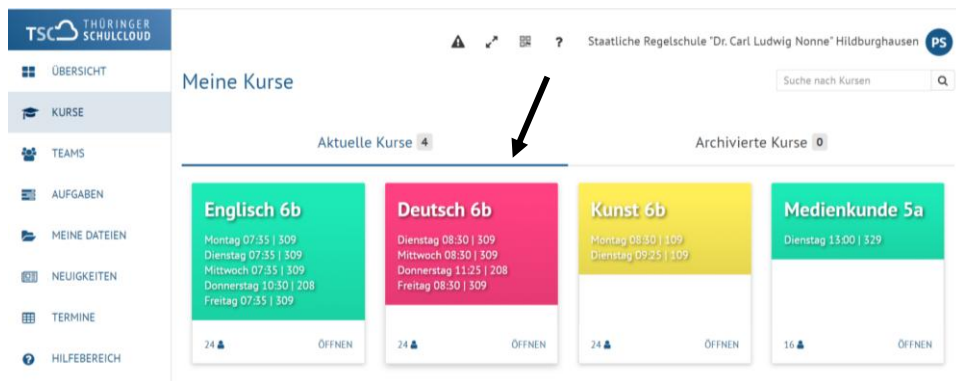 TSC THÜRINGER SCHULCLOUD
? Staatliche Regelschule "Dr. Carl Ludwig Nonne" Hildburghausen PS
ÜBERSICHT
KURSE
TEAMS
AUFGABEN
MEINE DATEIEN
NEUIGKEITEN
TERMINE
HILFEBEREICH
Meine Kurse
Suche nach Kursen
Aktuelle Kurse 4
Archivierte Kurse 0
Englisch 6b
Montag 07:35 | 309
Dienstag 07:35 | 309
Mittwoch 07:35 | 309
Donnerstag 10:30 | 208
Freitag 07:35 | 309
24
ÖFFNEN
Deutsch 6b
Dienstag 08:30 | 309
Mittwoch 08:30 | 309
Donnerstag 11:25 | 208
Freitag 08:30 | 309
24
ÖFFNEN
Kunst 6b
Montag 08:30 | 109
Dienstag 09:25 | 109
24
ÖFFNEN
Medienkunde 5a
Dienstag 13:00 | 329
16
ÖFFNEN